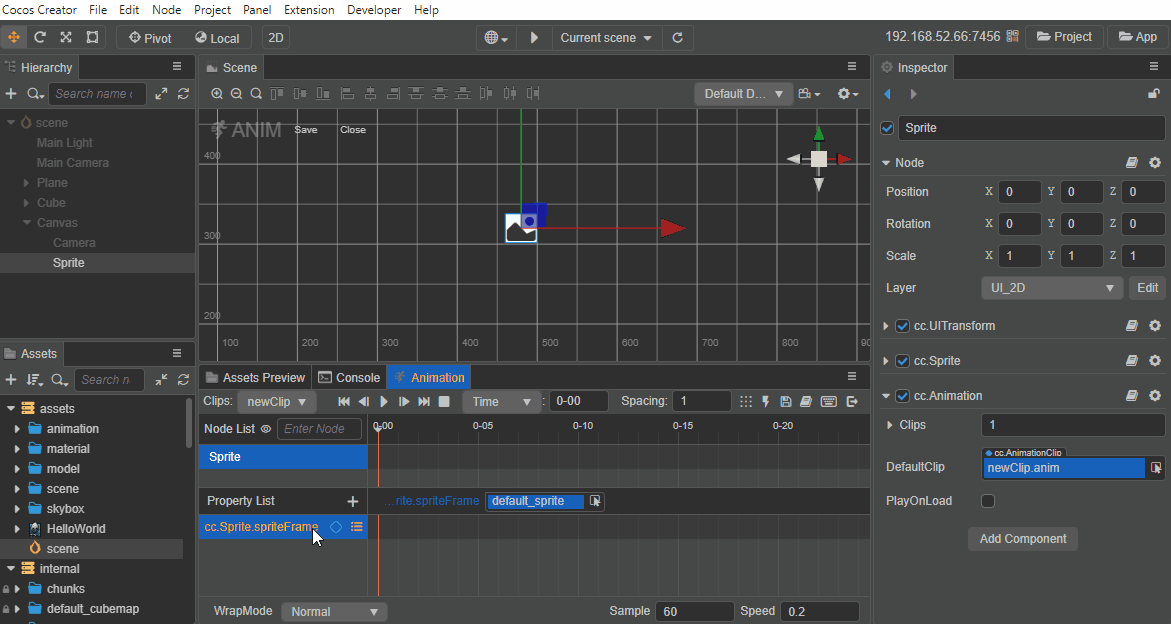 Cocos Creator File Edit Node Project Panel Extension Developer Help
Pivot Local 2D Current scene 192.168.52.66:7456 Project App
Hierarchy
Search name
scene
Main Light
Main Camera
Plane
Cube
Canvas
Camera
Sprite
Assets
Search n
assets
animation
material
model
scene
skybox
HelloWorld
scene
internal
chunks
default_cubemap
Scene
Default D...
ANIM Save Close
400
300
200
100 200 300 400 500 600 700 800 90
Assets Preview Console Animation
Clips: newClip Time : 0-00 Spacing: 1
Node List Enter Node 0-00 0-05 0-10 0-15 0-20
Sprite
Property List + ...rite.spriteFrame default_sprite
cc.Sprite.spriteFrame
WrapMode Normal Sample 60 Speed 0.2
Inspector
Sprite
Node
Position X 0 Y 0 Z 0
Rotation X 0 Y 0 Z 0
Scale X 1 Y 1 Z 1
Layer UI_2D Edit
cc.UITransform
cc.Sprite
cc.Animation
Clips 1
cc.AnimationClip
DefaultClip newClip.anim
PlayOnLoad
Add Component